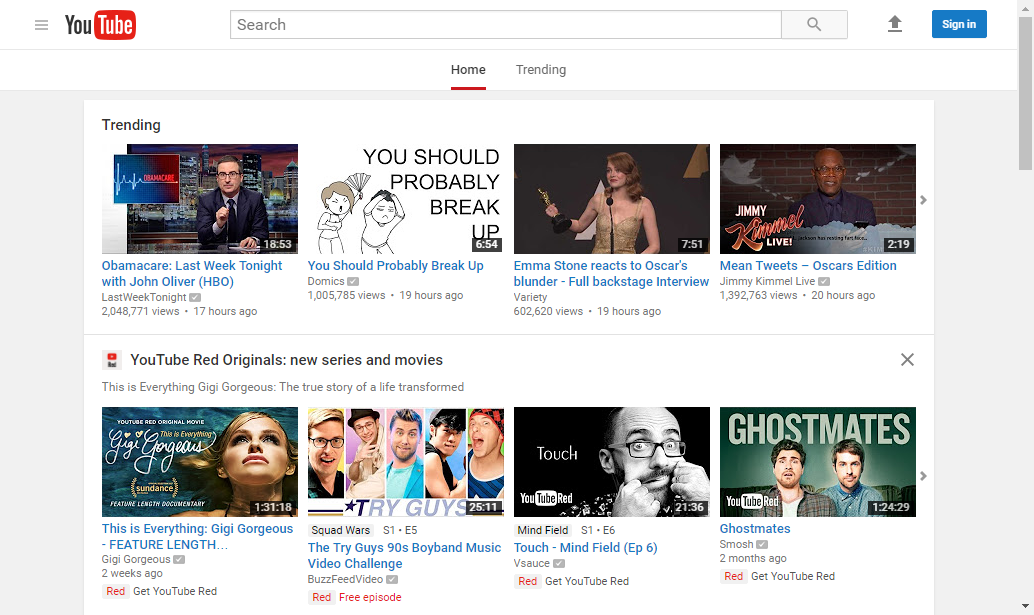 YouTube
Search
Sign in
Home
Trending
Trending
OBAMACARE
18:53
YOU SHOULD
PROBABLY
BREAK
UP
6:54
7:51
JIMMY
Kimmel
LIVE!
2:19
Obamacare: Last Week Tonight
with John Oliver (HBO)
LastWeekTonight
2,048,771 views • 17 hours ago
You Should Probably Break Up
Domics
1,005,785 views • 19 hours ago
Emma Stone reacts to Oscar's
blunder - Full backstage Interview
Variety
602,620 views • 19 hours ago
Mean Tweets – Oscars Edition
Jimmy Kimmel Live
1,392,763 views • 20 hours ago
YouTube Red Originals: new series and movies
This is Everything Gigi Gorgeous: The true story of a life transformed
YOUTUBE RED ORIGINAL MOVIE
This is Everything
Gigi Gorgeous
sundance
FEATURE LENGTH DOCUMENTARY
1:31:18
TRY GUYS
25:11
Touch
YouTube Red
21:36
GHOSTMATES
YouTube Red
1:24:29
This is Everything: Gigi Gorgeous
- FEATURE LENGTH...
Gigi Gorgeous
2 weeks ago
Red Get YouTube Red
Squad Wars S1 • E5
The Try Guys 90s Boyband Music
Video Challenge
BuzzFeedVideo
Red Free episode
Mind Field S1 • E6
Touch - Mind Field (Ep 6)
Vsauce
Red Get YouTube Red
Ghostmates
Smosh
2 months ago
Red Get YouTube Red